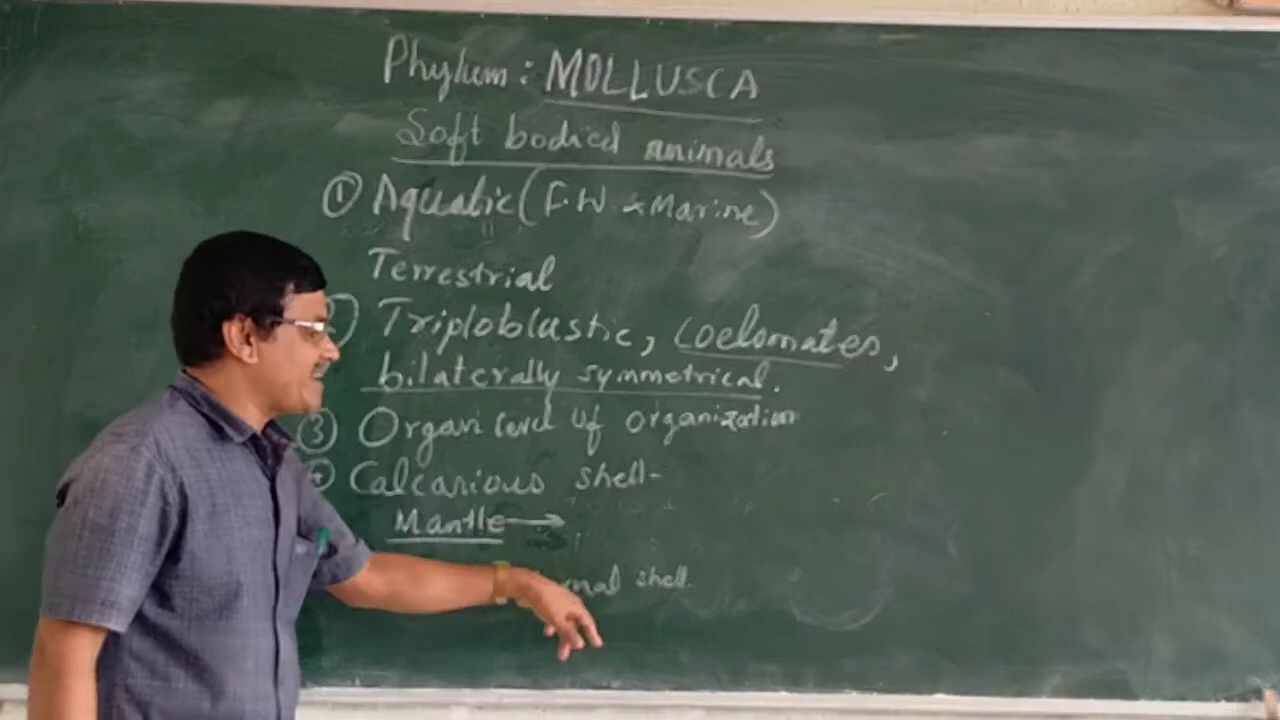 Phylum: MOLLUSCA
Soft bodied animals
① Aquatic (F.W. & Marine)
Terrestrial
Triploblastic, coelomates,
bilaterally symmetrical.
③ Organ level of organization
Calcarious shell-
Mantle →
shell.